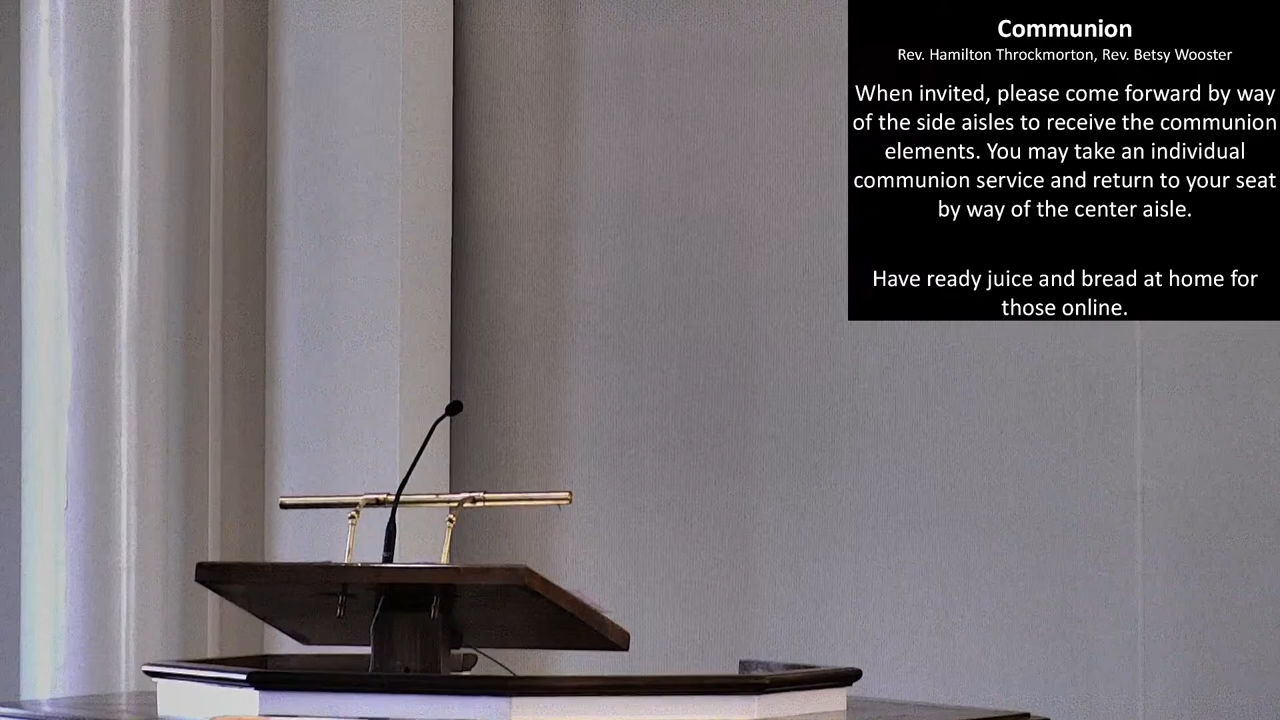 Communion
Rev. Hamilton Throckmorton, Rev. Betsy Wooster
When invited, please come forward by way
of the side aisles to receive the communion
elements. You may take an individual
communion service and return to your seat
by way of the center aisle.
Have ready juice and bread at home for
those online.